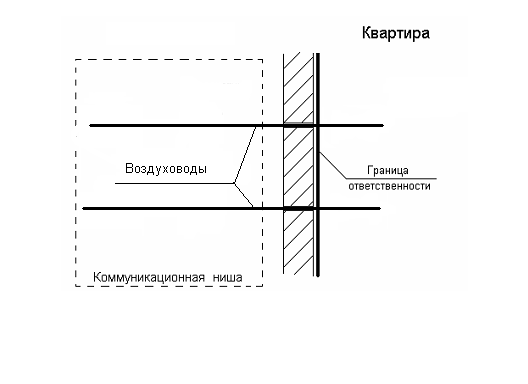 Квартира
Воздуховоды
Граница
ответственности
Коммуникационная ниша